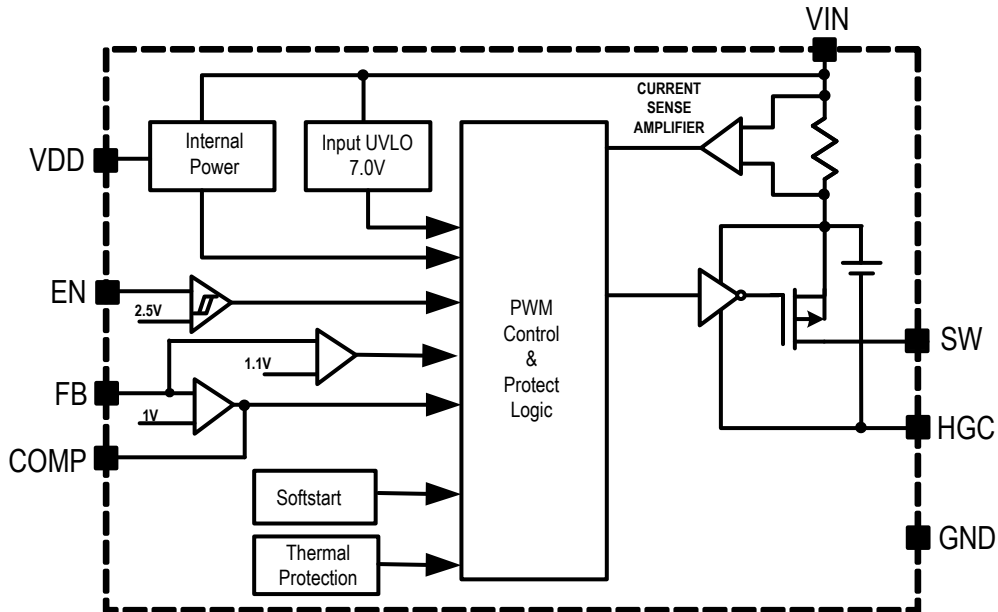 VIN
CURRENT
SENSE
AMPLIFIER
Internal
Power
Input UVLO
7.0V
VDD
EN
2.5V
PWM
Control
&
Protect
Logic
SW
1.1V
FB
1V
HGC
COMP
Softstart
GND
Thermal
Protection